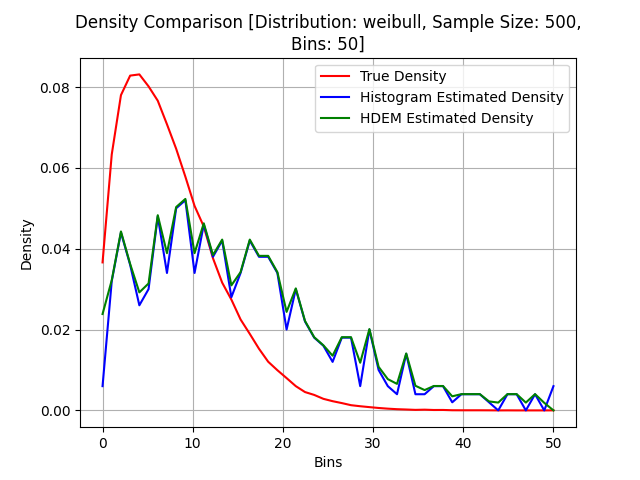 Density Comparison [Distribution: weibull, Sample Size: 500,
Bins: 50]
True Density
Histogram Estimated Density
HDEM Estimated Density
Density
0.08
0.06
0.04
0.02
0.00
0 10 20 30 40 50
Bins